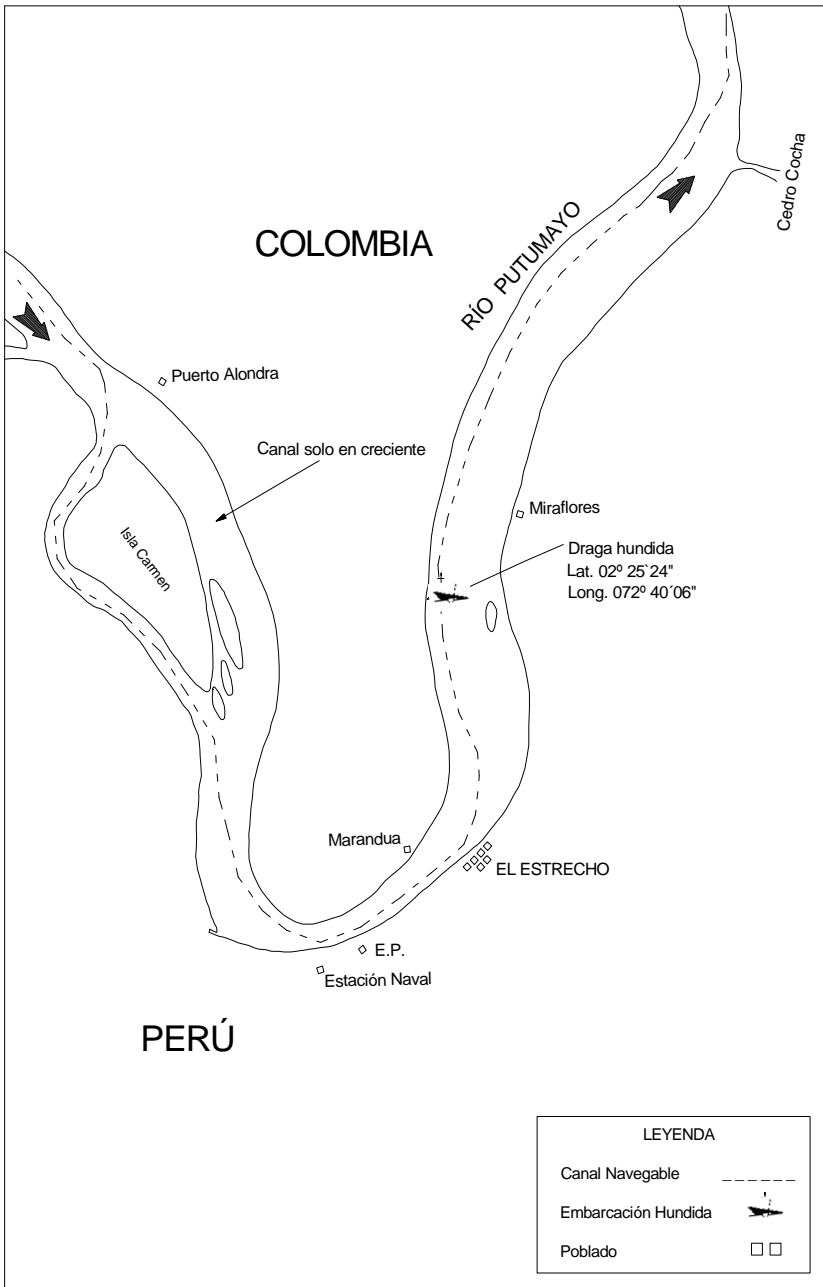 COLOMBIA
RÍO PUTUMAYO
Cedro Cocha
Puerto Alondra
Canal solo en creciente
Isla Carmen
Miraflores
Draga hundida
Lat. 02º 25`24"
Long. 072º 40´06"
Marandua
EL ESTRECHO
E.P.
Estación Naval
PERÚ
LEYENDA
Canal Navegable
Embarcación Hundida
Poblado